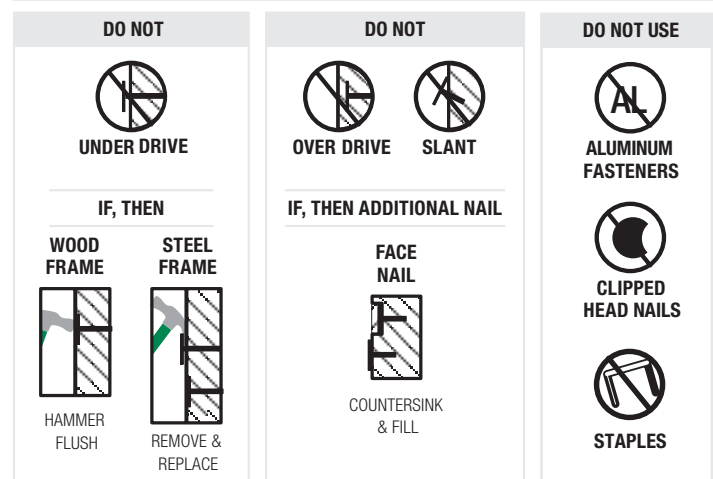 DO NOT
UNDER DRIVE
IF, THEN
WOOD
FRAME
HAMMER
FLUSH
STEEL
FRAME
REMOVE &
REPLACE
DO NOT
OVER DRIVE
SLANT
IF, THEN ADDITIONAL NAIL
FACE
NAIL
COUNTERSINK
& FILL
DO NOT USE
AL
ALUMINUM
FASTENERS
CLIPPED
HEAD NAILS
STAPLES